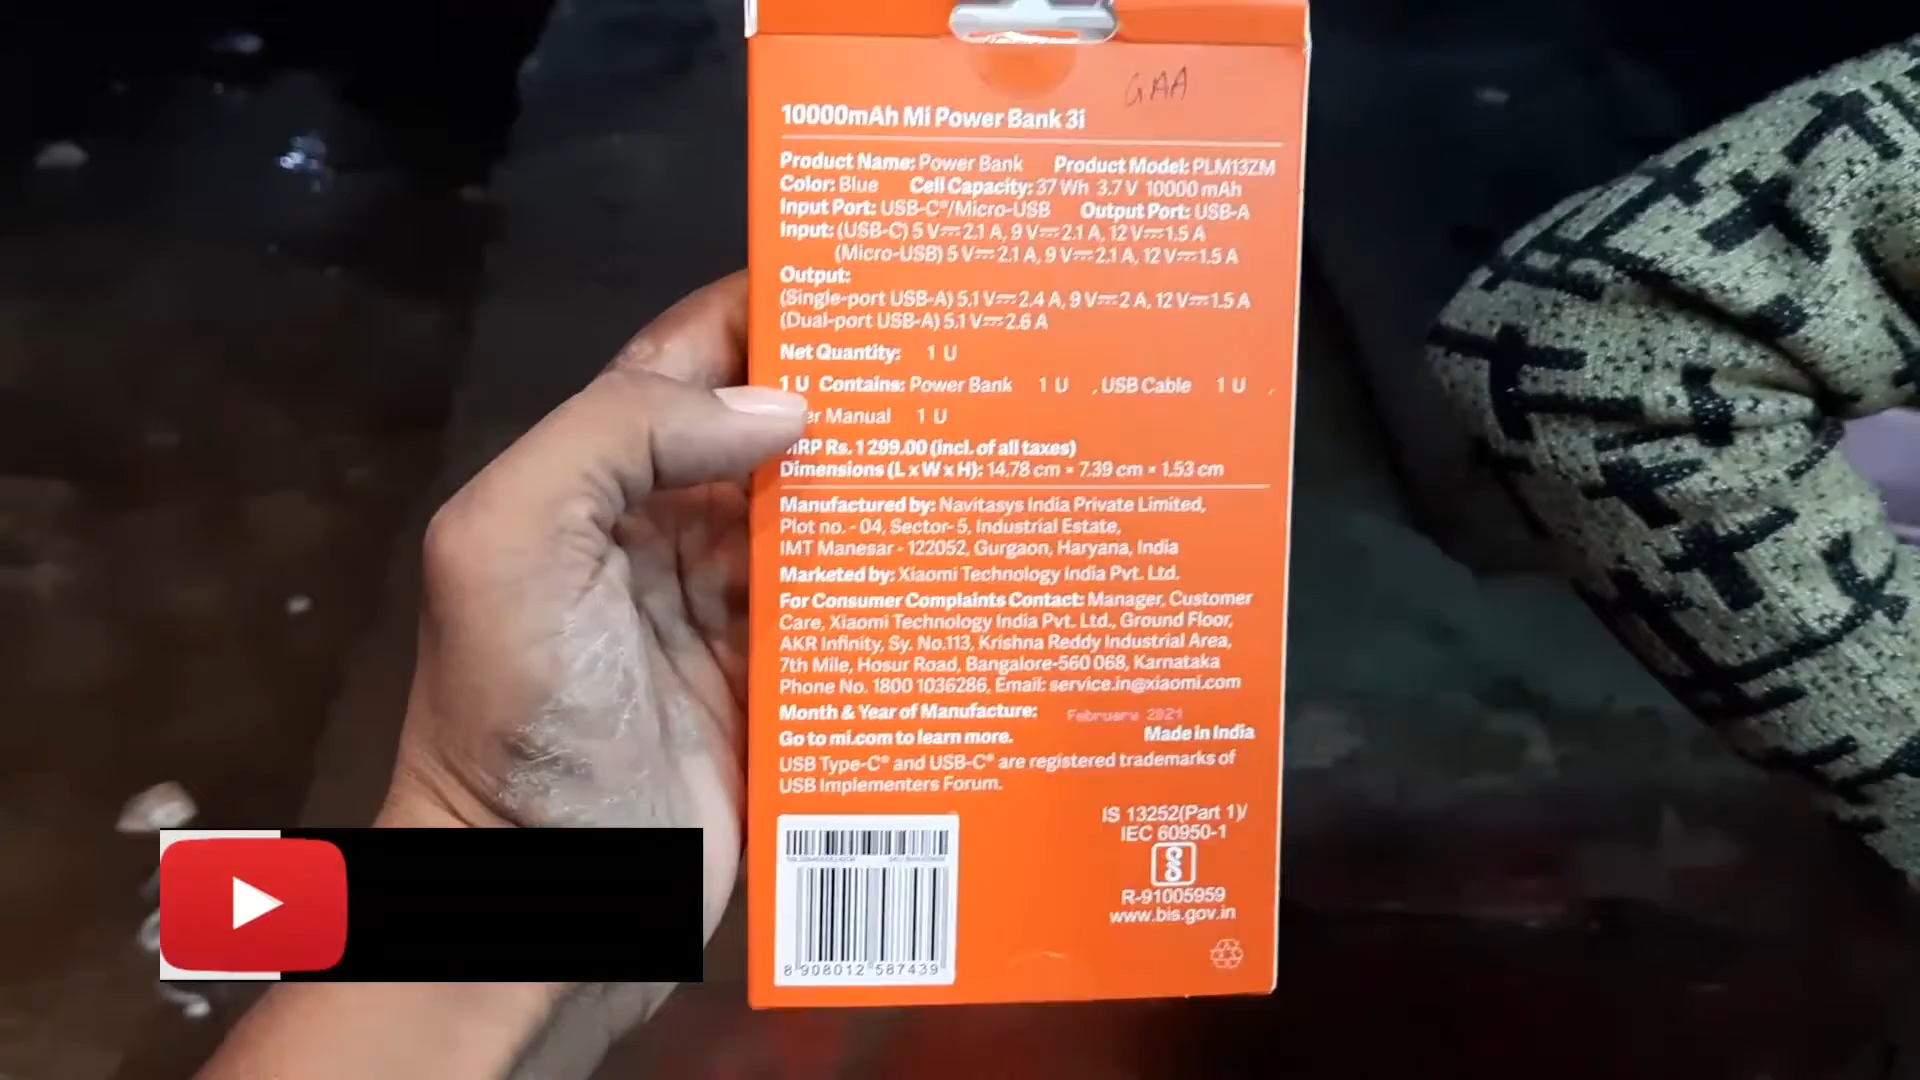 GAA
10000mAh Mi Power Bank 3i
Product Name: Power Bank Product Model: PLM13ZM
Color: Blue Cell Capacity: 37 Wh 3.7 V 10000 mAh
Input Port: USB-C®/Micro-USB Output Port: USB-A
Input: (USB-C) 5 V⎓2.1 A, 9 V⎓2.1 A, 12 V⎓1.5 A
(Micro-USB) 5 V⎓2.1 A, 9 V⎓2.1 A, 12 V⎓1.5 A
Output:
(Single-port USB-A) 5.1 V⎓2.4 A, 9 V⎓2 A, 12 V⎓1.5 A
(Dual-port USB-A) 5.1 V⎓2.6 A
Net Quantity: 1 U
1 U Contains: Power Bank 1 U , USB Cable 1 U ,
er Manual 1 U
RP Rs. 1 299.00 (incl. of all taxes)
Dimensions (L x W x H): 14.78 cm × 7.39 cm × 1.53 cm
Manufactured by: Navitasys India Private Limited,
Plot no. - 04, Sector- 5, Industrial Estate,
IMT Manesar - 122052, Gurgaon, Haryana, India
Marketed by: Xiaomi Technology India Pvt. Ltd.
For Consumer Complaints Contact: Manager, Customer
Care, Xiaomi Technology India Pvt. Ltd., Ground Floor,
AKR Infinity, Sy. No.113, Krishna Reddy Industrial Area,
7th Mile, Hosur Road, Bangalore-560 068, Karnataka
Phone No. 1800 1036286, Email: service.in@xiaomi.com
Month & Year of Manufacture: February 2021
Go to mi.com to learn more. Made in India
USB Type-C® and USB-C® are registered trademarks of
USB Implementers Forum.
IS 13252(Part 1)/
IEC 60950-1
R-91005959
www.bis.gov.in
8 908012 587439